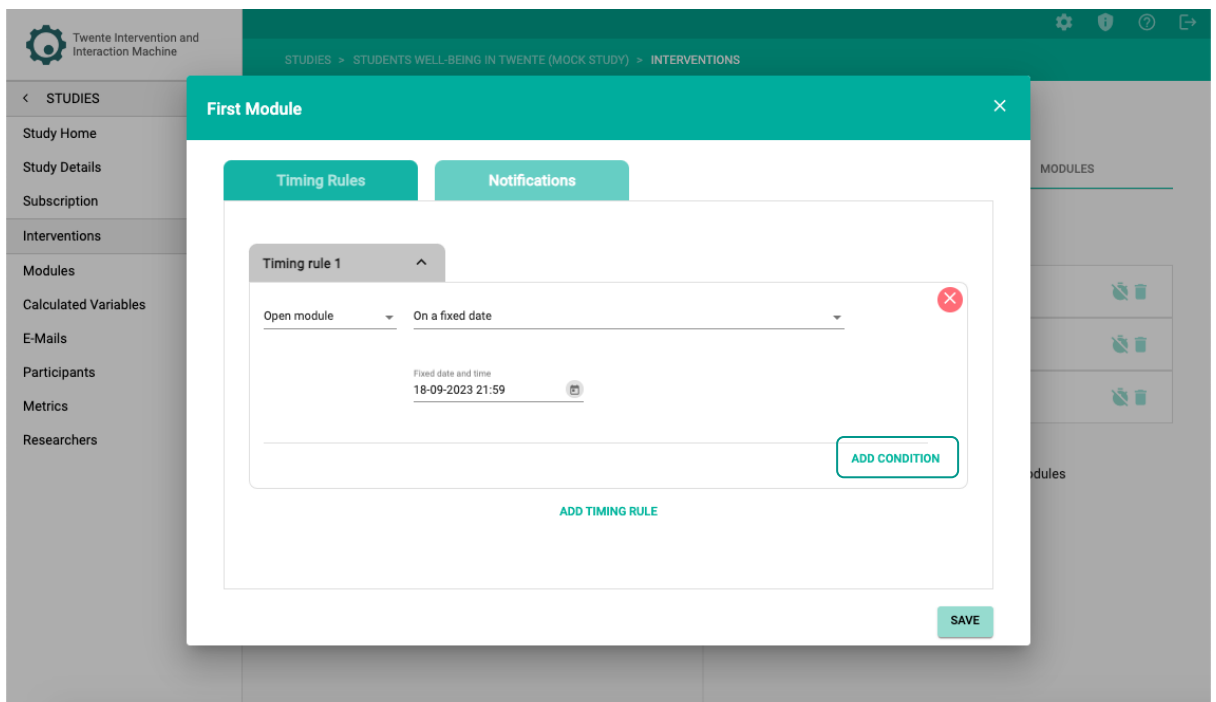 Twente Intervention and
Interaction Machine
STUDIES > STUDENTS WELL-BEING IN TWENTE (MOCK STUDY) > INTERVENTIONS
< STUDIES
Study Home
Study Details
Subscription
Interventions
Modules
Calculated Variables
E-Mails
Participants
Metrics
Researchers
First Module
Timing Rules
Notifications
MODULES
Timing rule 1
Open module
On a fixed date
Fixed date and time
18-09-2023 21:59
ADD CONDITION
ADD TIMING RULE
SAVE